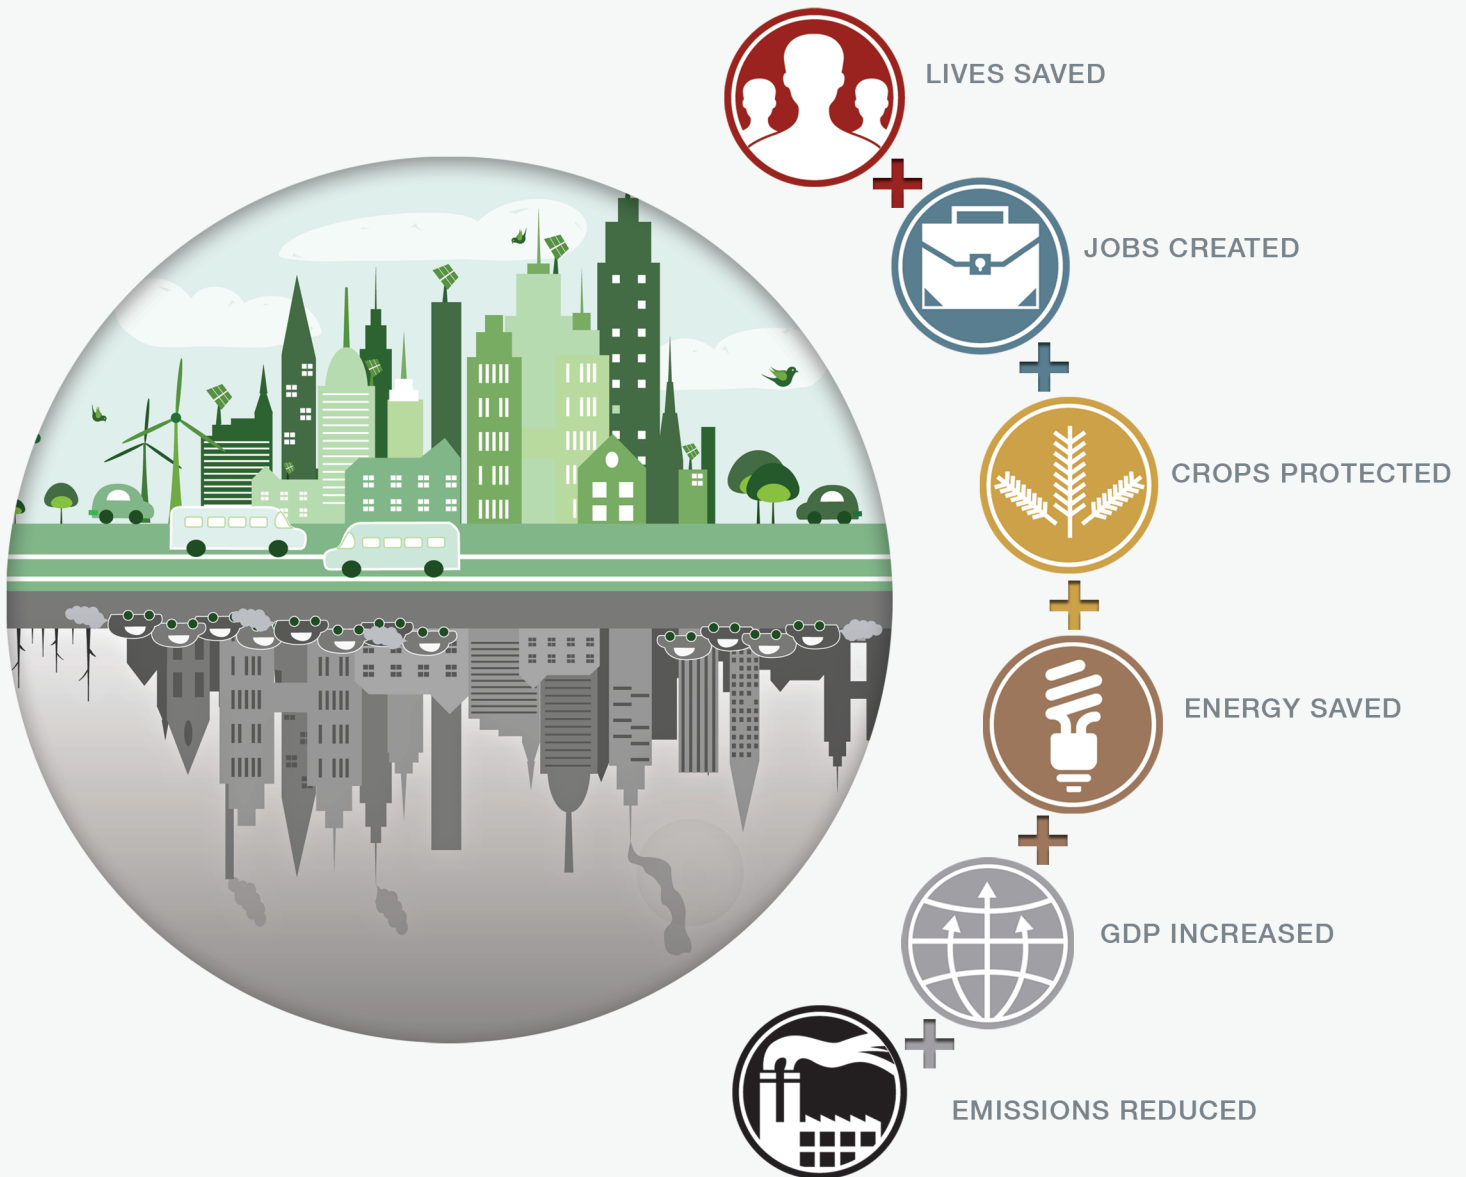 LIVES SAVED
JOBS CREATED
CROPS PROTECTED
ENERGY SAVED
GDP INCREASED
EMISSIONS REDUCED